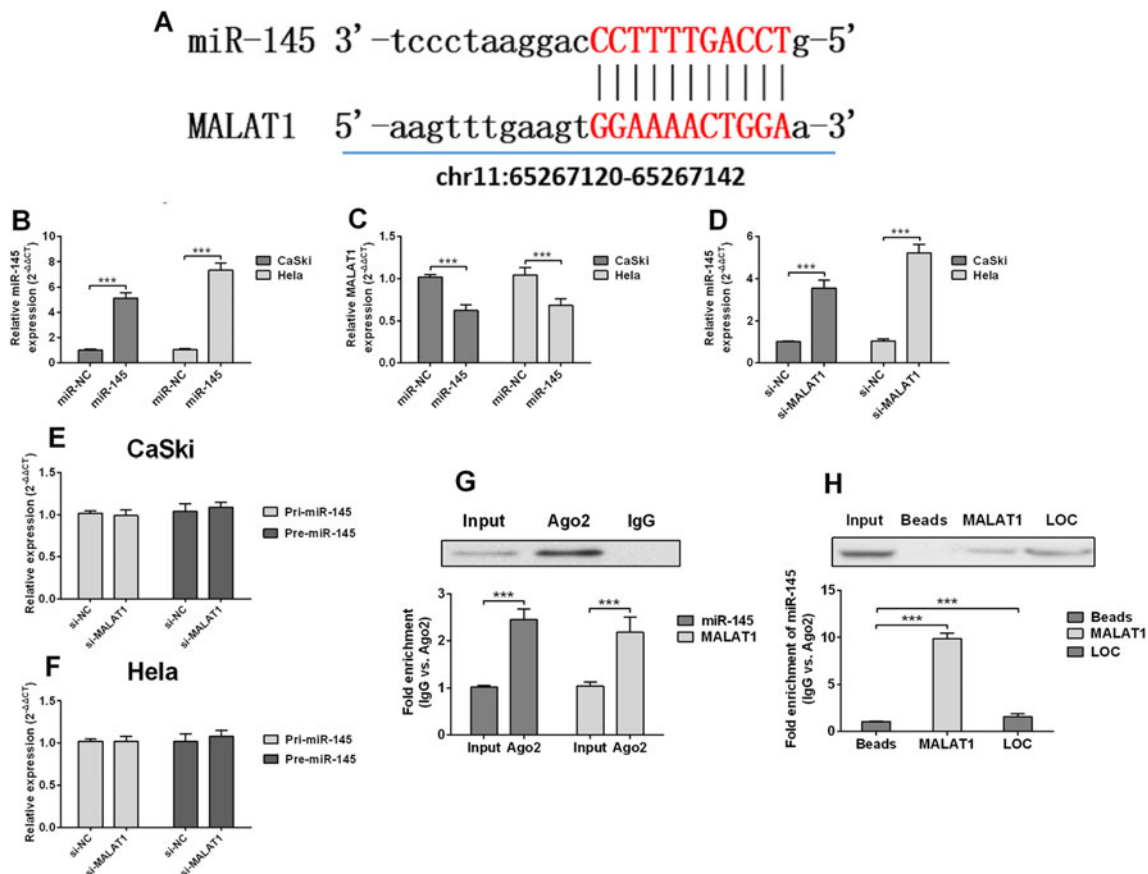 A
miR-145 3’-tccctaaggacCCTTTTGACCTg-5’
MALAT1 5’-aagtttgaagtGGAAAACTGGAa-3’
chr11:65267120-65267142
B
Relative miR-145
expression (2-ΔΔCT)
10
8
6
4
2
0
***
***
CaSki
Hela
miR-NC
miR-145
miR-NC
miR-145
C
Relative MALAT1
expression (2-ΔΔCT)
1.5
1.0
0.5
0.0
***
***
CaSki
Hela
miR-NC
miR-145
miR-NC
miR-145
D
Relative miR-145
expression (2-ΔΔCT)
6
4
2
0
***
***
CaSki
Hela
si-NC
si-MALAT1
si-NC
si-MALAT1
E
CaSki
Relative expression (2-ΔΔCT)
1.5
1.0
0.5
0.0
Pri-miR-145
Pre-miR-145
si-NC
si-MALAT1
si-NC
si-MALAT1
F
Hela
Relative expression (2-ΔΔCT)
1.5
1.0
0.5
0.0
Pri-miR-145
Pre-miR-145
si-NC
si-MALAT1
si-NC
si-MALAT1
G
Input Ago2 IgG
Fold enrichment
(IgG vs. Ago2)
3
2
1
0
***
***
miR-145
MALAT1
Input Ago2 Input Ago2
H
Input Beads MALAT1 LOC
Fold enrichment of miR-145
(IgG vs. Ago2)
15
10
5
0
***
***
Beads
MALAT1
LOC
Beads MALAT1 LOC